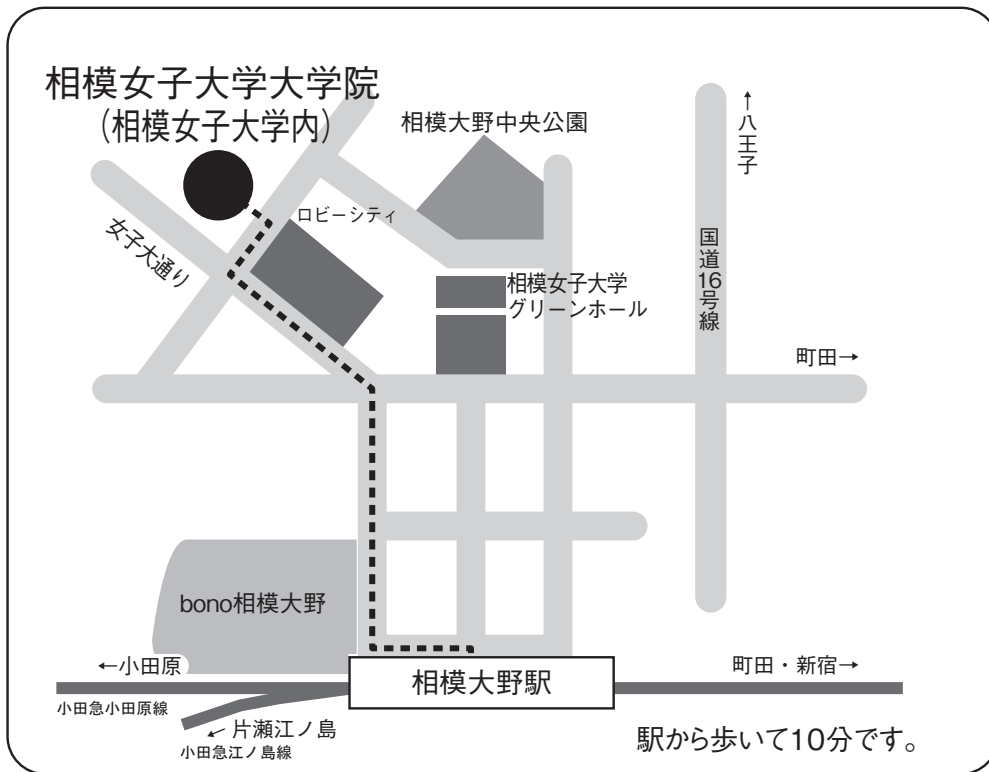 相模女子大学大学院
（相模女子大学内）
相模大野中央公園
↑八王子
ロビーシティ
女子大通り
国道16号線
相模女子大学
グリーンホール
町田→
bono相模大野
←小田原
相模大野駅
町田・新宿→
小田急小田原線
↙片瀬江ノ島
小田急江ノ島線
駅から歩いて10分です。